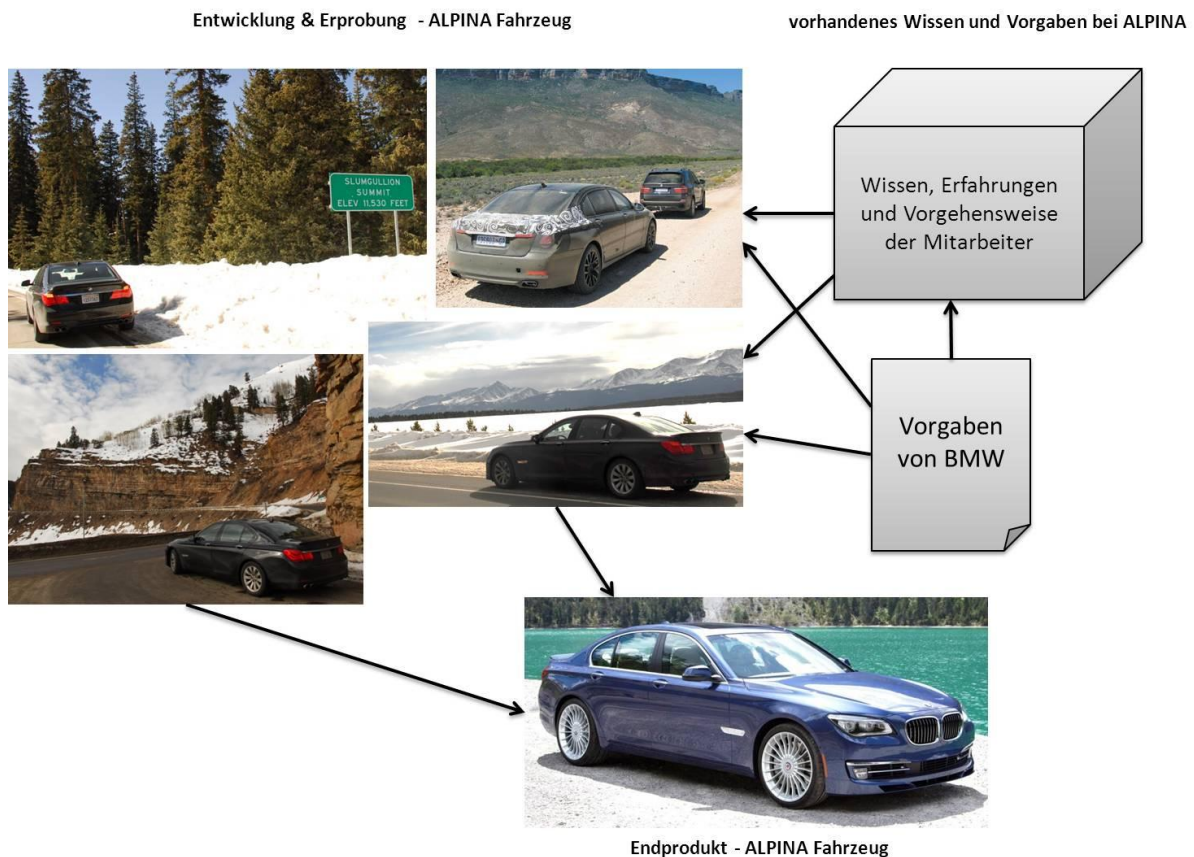 Entwicklung & Erprobung - ALPINA Fahrzeug
vorhandenes Wissen und Vorgaben bei ALPINA
SLUMGULLION
SUMMIT
ELEV 11,530 FEET
Wissen, Erfahrungen
und Vorgehensweise
der Mitarbeiter
Vorgaben
von BMW
Endprodukt - ALPINA Fahrzeug